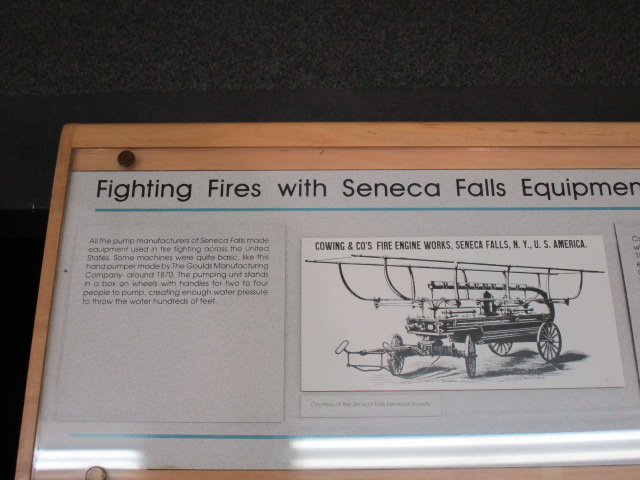 Fighting Fires with Seneca Falls Equipmen
All the pump manufacturers of Seneca Falls made
equipment used in fire fighting across the United
States. Some machines were quite basic, like this
hand pumper made by The Goulds Manufacturing
Company around 1870. The pumping unit stands
in a box on wheels with handles for two to four
people to pump, creating enough water pressure
to throw the water hundreds of feet.
COWING & CO'S FIRE ENGINE WORKS, SENECA FALLS, N. Y., U. S. AMERICA.
Courtesy of the Seneca Falls Historical Society